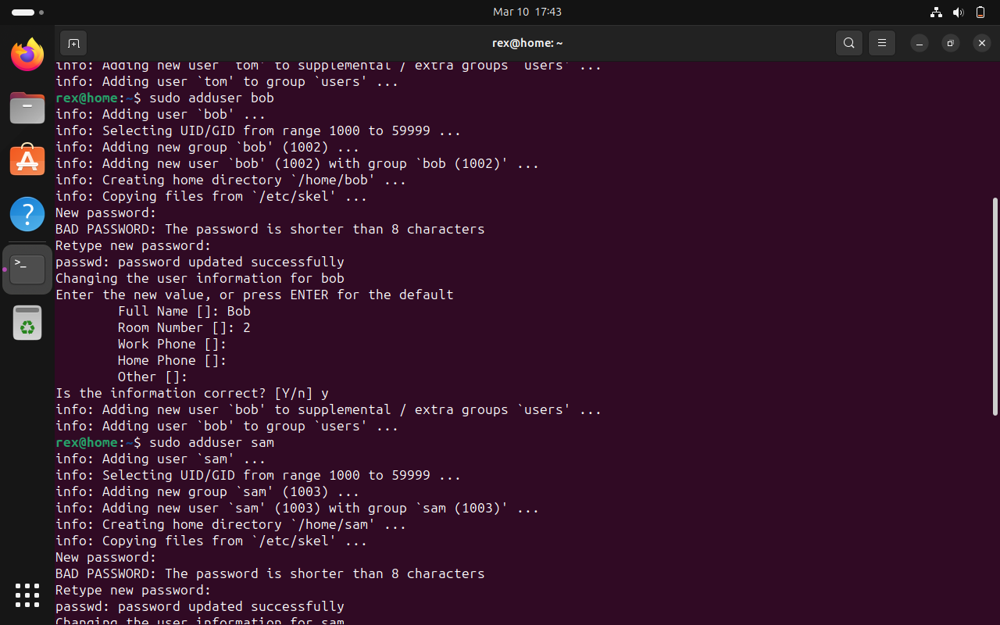 Mar 10 17:43
rex@home: ~
info: Adding new user `tom' to supplemental / extra groups `users' ...
info: Adding user `tom' to group `users' ...
rex@home:~$ sudo adduser bob
info: Adding user `bob' ...
info: Selecting UID/GID from range 1000 to 59999 ...
info: Adding new group `bob' (1002) ...
info: Adding new user `bob' (1002) with group `bob (1002)' ...
info: Creating home directory `/home/bob' ...
info: Copying files from `/etc/skel' ...
New password:
BAD PASSWORD: The password is shorter than 8 characters
Retype new password:
passwd: password updated successfully
Changing the user information for bob
Enter the new value, or press ENTER for the default
Full Name []: Bob
Room Number []: 2
Work Phone []:
Home Phone []:
Other []:
Is the information correct? [Y/n] y
info: Adding new user `bob' to supplemental / extra groups `users' ...
info: Adding user `bob' to group `users' ...
rex@home:~$ sudo adduser sam
info: Adding user `sam' ...
info: Selecting UID/GID from range 1000 to 59999 ...
info: Adding new group `sam' (1003) ...
info: Adding new user `sam' (1003) with group `sam (1003)' ...
info: Creating home directory `/home/sam' ...
info: Copying files from `/etc/skel' ...
New password:
BAD PASSWORD: The password is shorter than 8 characters
Retype new password:
passwd: password updated successfully
Changing the user information for sam